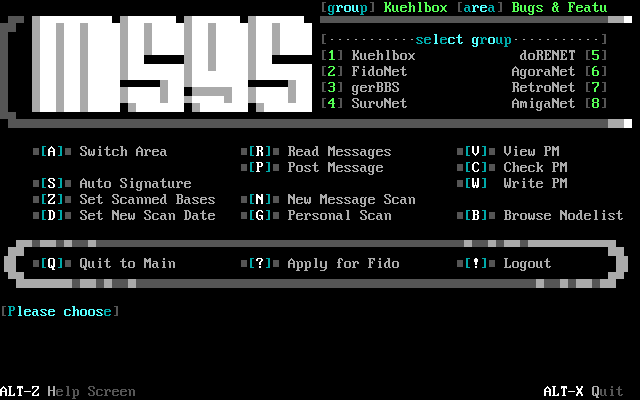 [group] Kuehlbox [area] Bugs & Featu
msgs
[···········select group···········]
[1] Kuehlbox doRENET [5]
[2] FidoNet AgoraNet [6]
[3] gerBBS RetroNet [7]
[4] SurvNet AmigaNet [8]
[A] Switch Area [R] Read Messages [V] View PM
[P] Post Message [C] Check PM
[S] Auto Signature [W] Write PM
[Z] Set Scanned Bases [N] New Message Scan
[D] Set New Scan Date [G] Personal Scan [B] Browse Nodelist
[Q] Quit to Main [?] Apply for Fido [!] Logout
[Please choose]
ALT-Z Help Screen ALT-X Quit